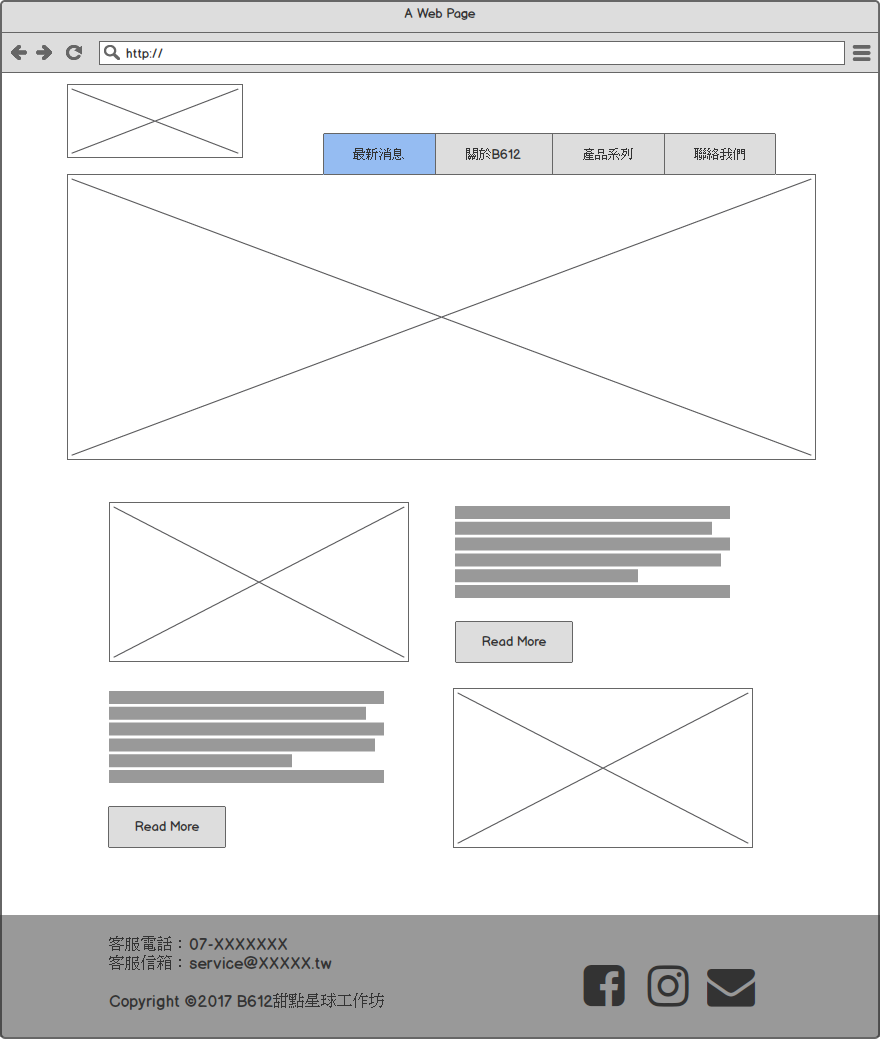 A Web Page
http://
最新消息
關於B612
產品系列
聯絡我們
Read More
Read More
客服電話：07-XXXXXXX
客服信箱：service@XXXXX.tw
Copyright ©2017 B612甜點星球工作坊